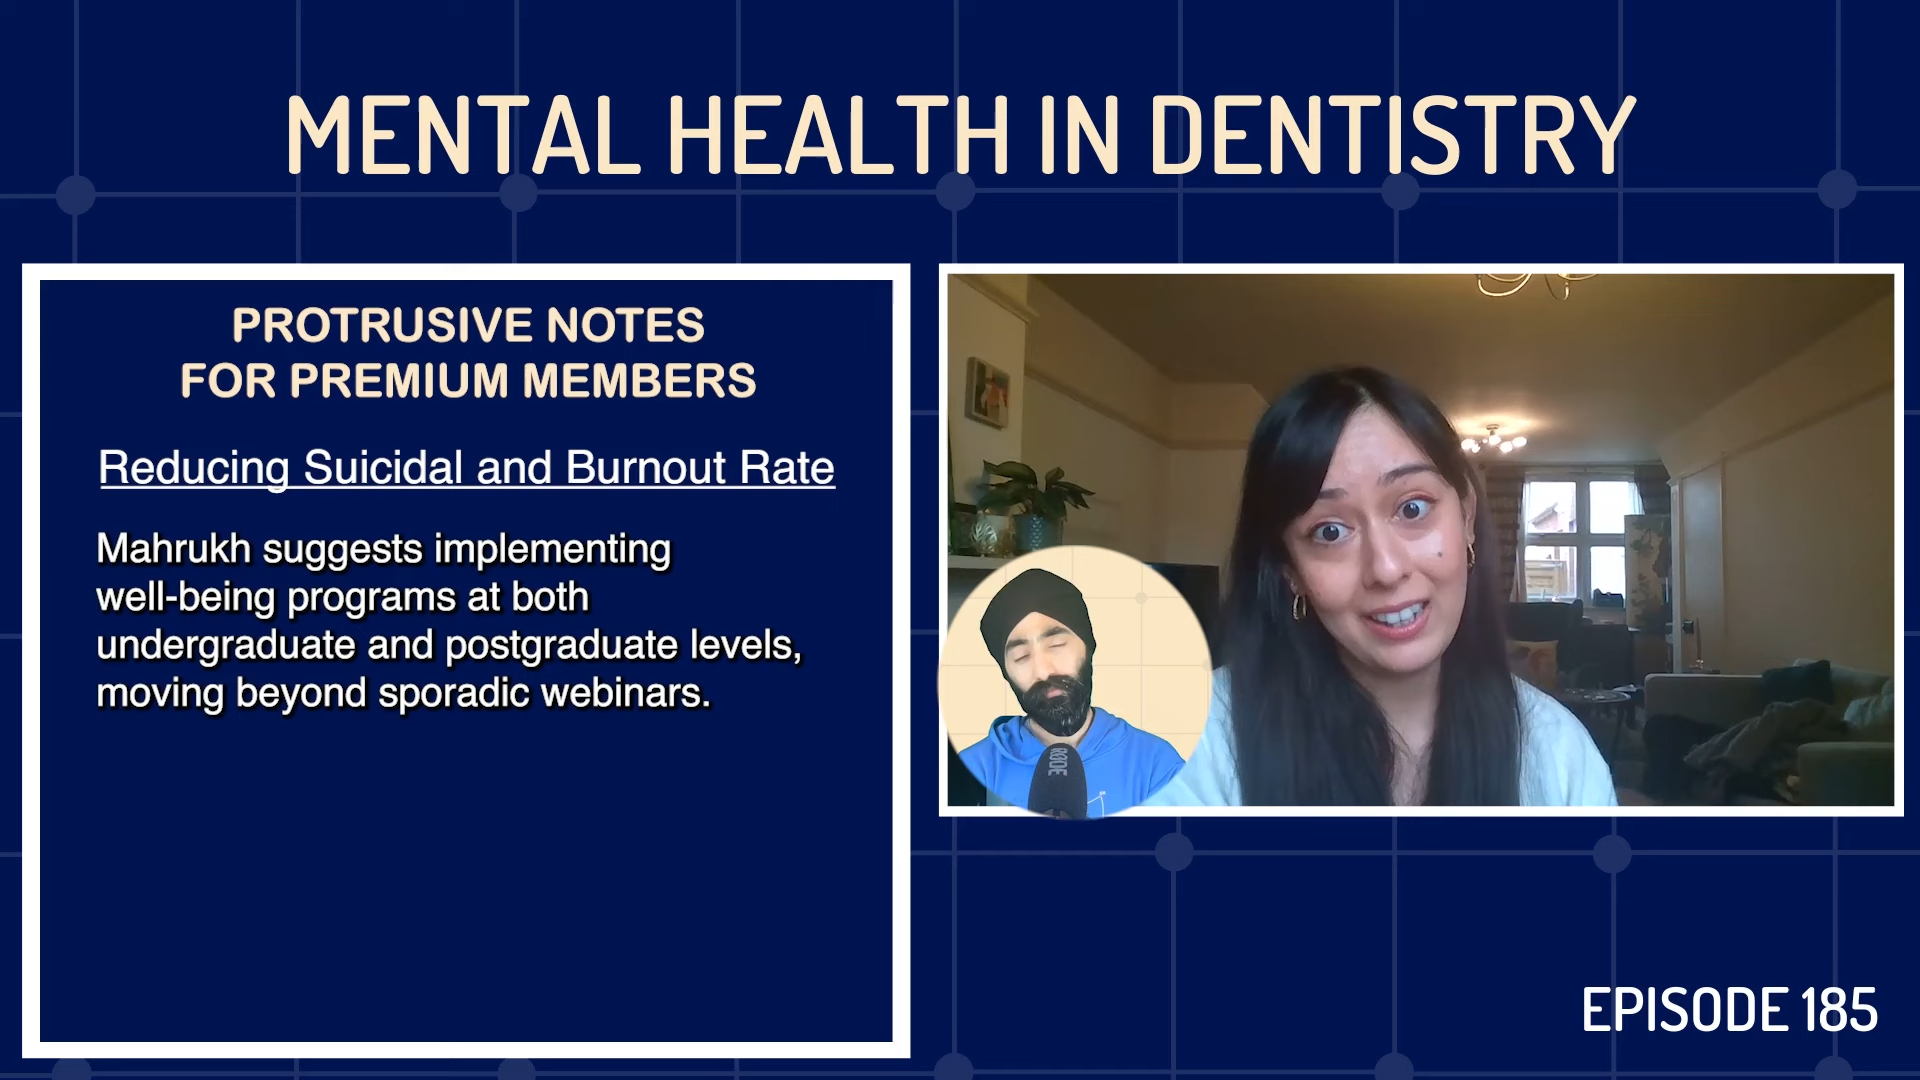 MENTAL HEALTH IN DENTISTRY
PROTRUSIVE NOTES
FOR PREMIUM MEMBERS
Reducing Suicidal and Burnout Rate
Mahrukh suggests implementing
well-being programs at both
undergraduate and postgraduate levels,
moving beyond sporadic webinars.
RØDE
EPISODE 185